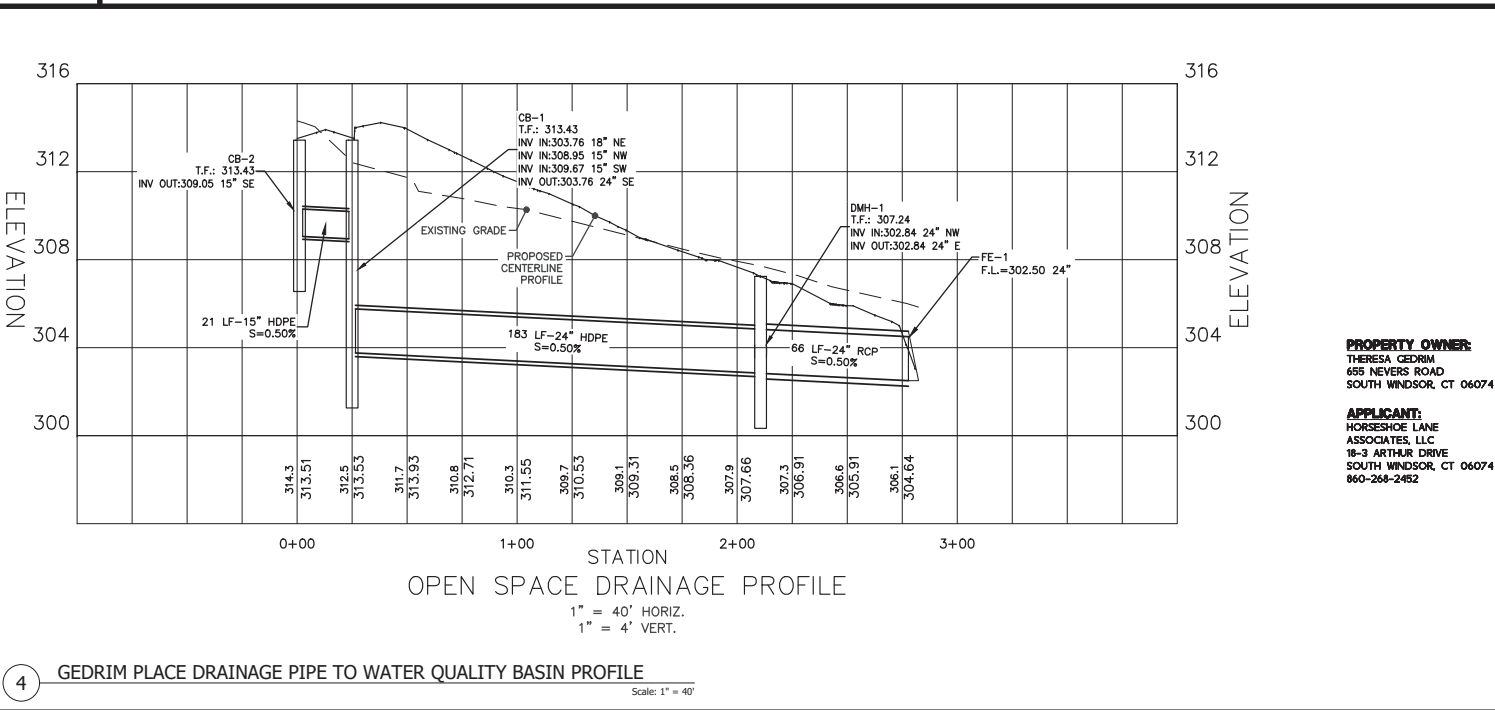 316
316
312
312
308
308
304
304
300
300
ELEVATION
ELEVATION
CB-2
T.F.: 313.43
INV OUT:309.05 15" SE
CB-1
T.F.: 313.43
INV IN:303.76 18" NE
INV IN:308.95 15" NW
INV IN:309.67 15" SW
INV OUT:303.76 24" SE
EXISTING GRADE
PROPOSED
CENTERLINE
PROFILE
DMH-1
T.F.: 307.24
INV IN:302.84 24" NW
INV OUT:302.84 24" E
FE-1
F.L.=302.50 24"
21 LF-15" HDPE
S=0.50%
183 LF-24" HDPE
S=0.50%
66 LF-24" RCP
S=0.50%
314.3
313.51
312.5
313.53
311.7
313.93
310.8
312.71
310.3
311.55
309.7
310.53
309.1
309.31
308.5
308.36
307.9
307.66
307.3
306.91
306.6
305.91
306.1
304.64
0+00
1+00
2+00
3+00
STATION
OPEN SPACE DRAINAGE PROFILE
1" = 40' HORIZ.
1" = 4' VERT.
4
GEDRIM PLACE DRAINAGE PIPE TO WATER QUALITY BASIN PROFILE
Scale: 1" = 40'
PROPERTY OWNER:
THERESA GEDRIM
655 NEVERS ROAD
SOUTH WINDSOR, CT 06074
APPLICANT:
HORSESHOE LANE
ASSOCIATES, LLC
18-3 ARTHUR DRIVE
SOUTH WINDSOR, CT 06074
860-268-2452